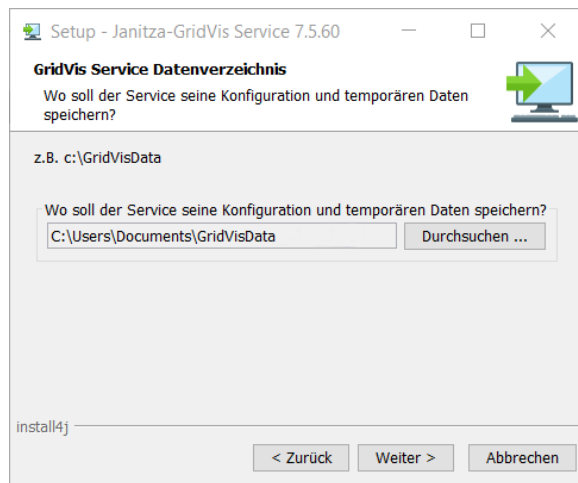 Setup - Janitza-GridVis Service 7.5.60
GridVis Service Datenverzeichnis
Wo soll der Service seine Konfiguration und temporären Daten
speichern?
z.B. c:\GridVisData
Wo soll der Service seine Konfiguration und temporären Daten speichern?
C:\Users\Documents\GridVisData
Durchsuchen ...
install4j
< Zurück
Weiter >
Abbrechen